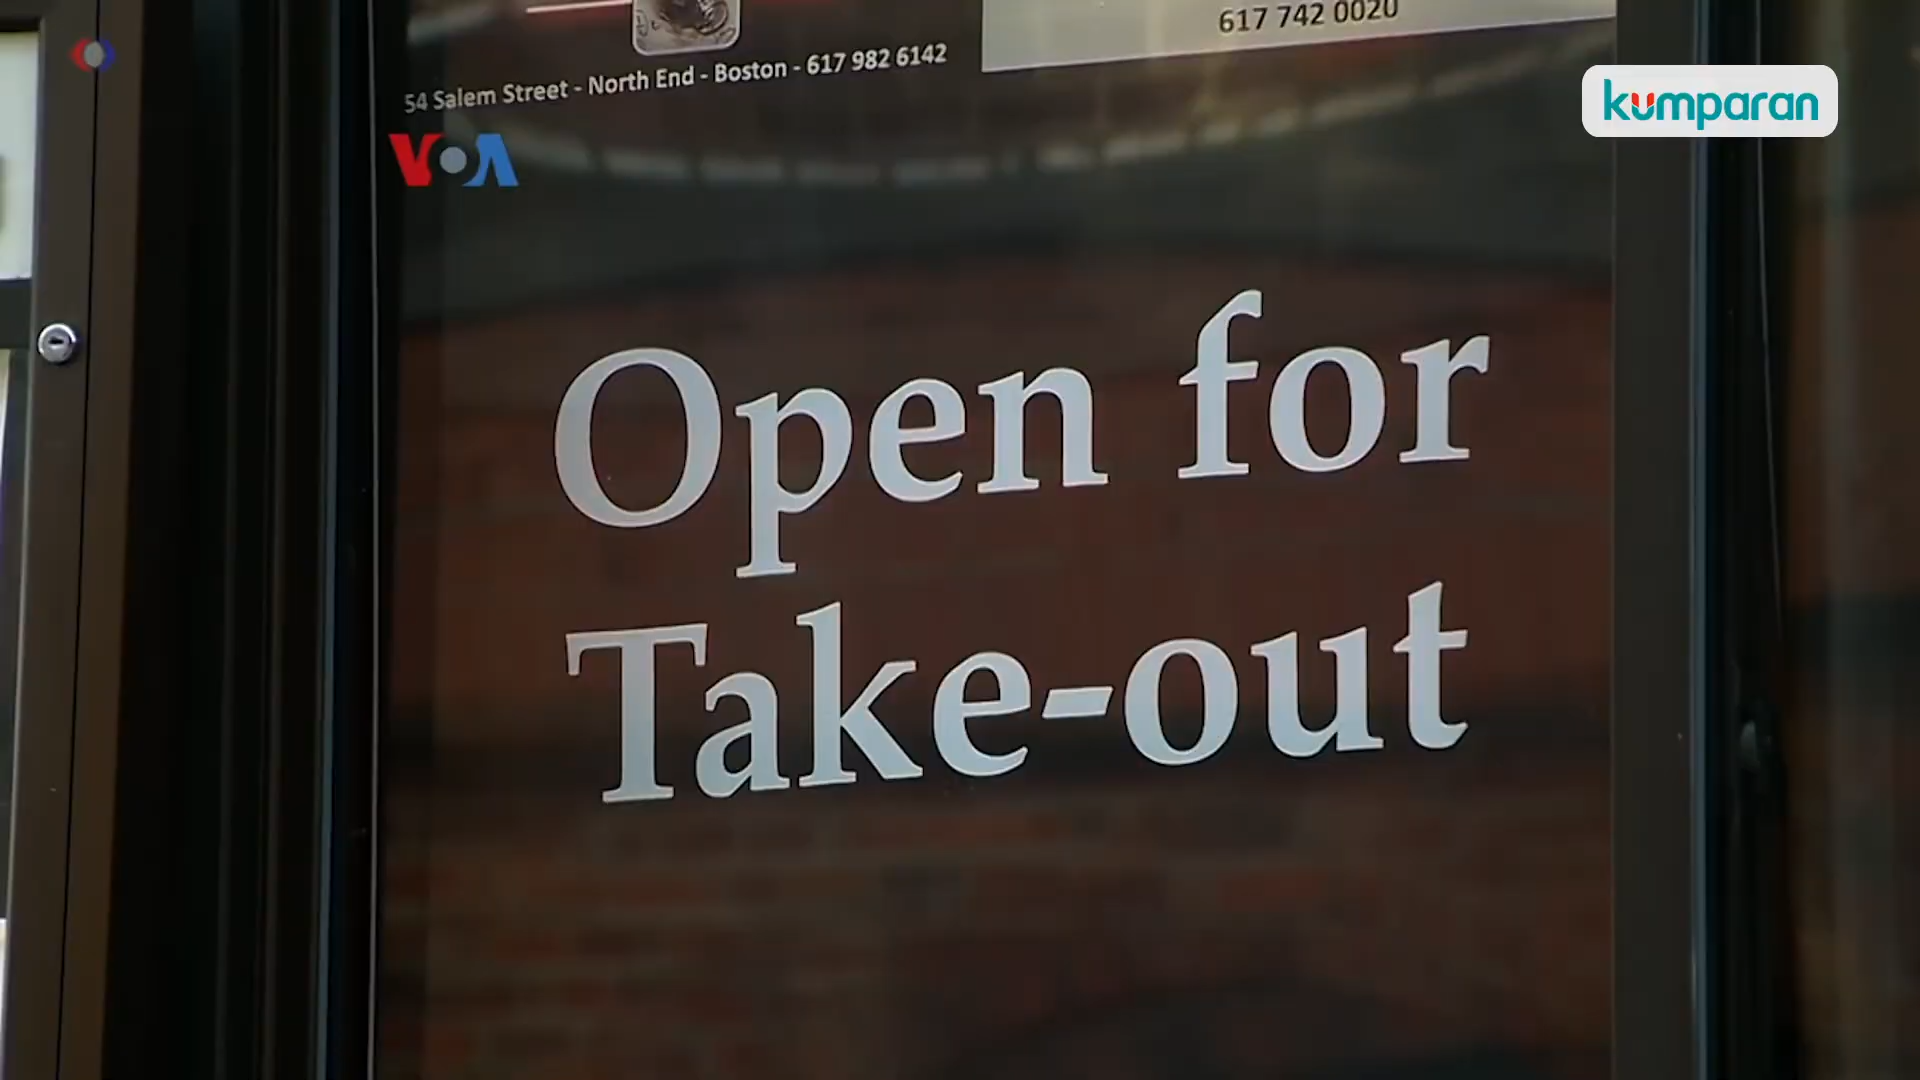 617 742 0020
54 Salem Street - North End - Boston - 617 982 6142
kumparan
VOA
Open for
Take-out